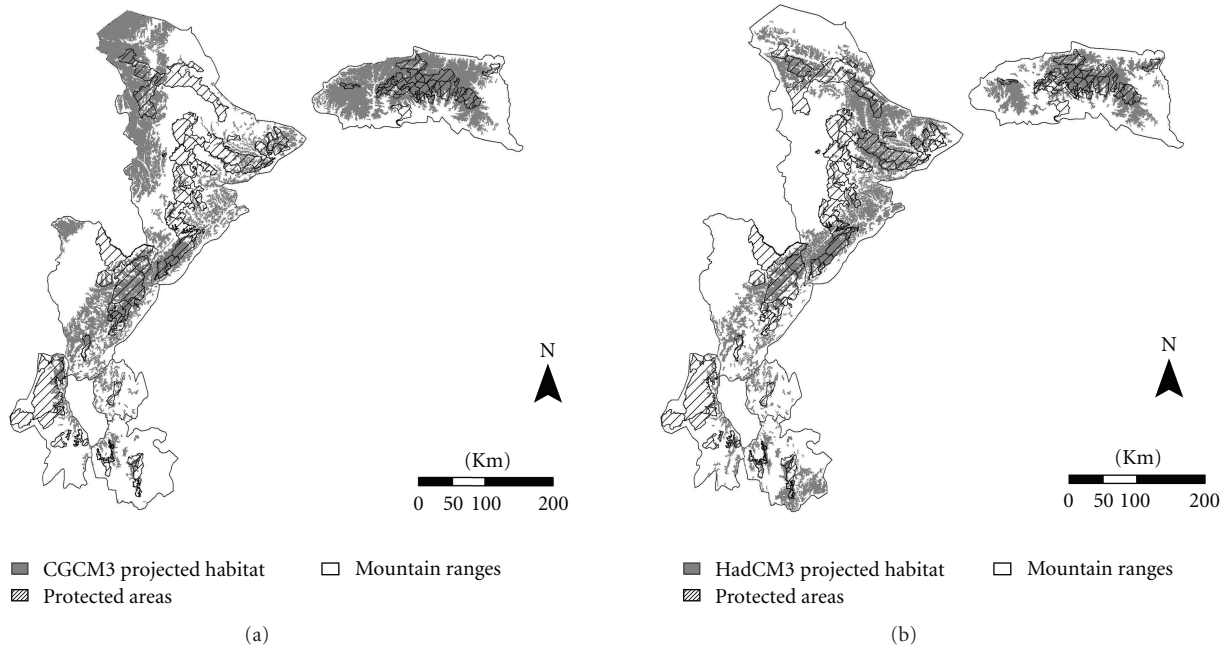 N
(Km)
0 50 100 200
CGCM3 projected habitat
Mountain ranges
Protected areas
(a)
N
(Km)
0 50 100 200
HadCM3 projected habitat
Mountain ranges
Protected areas
(b)